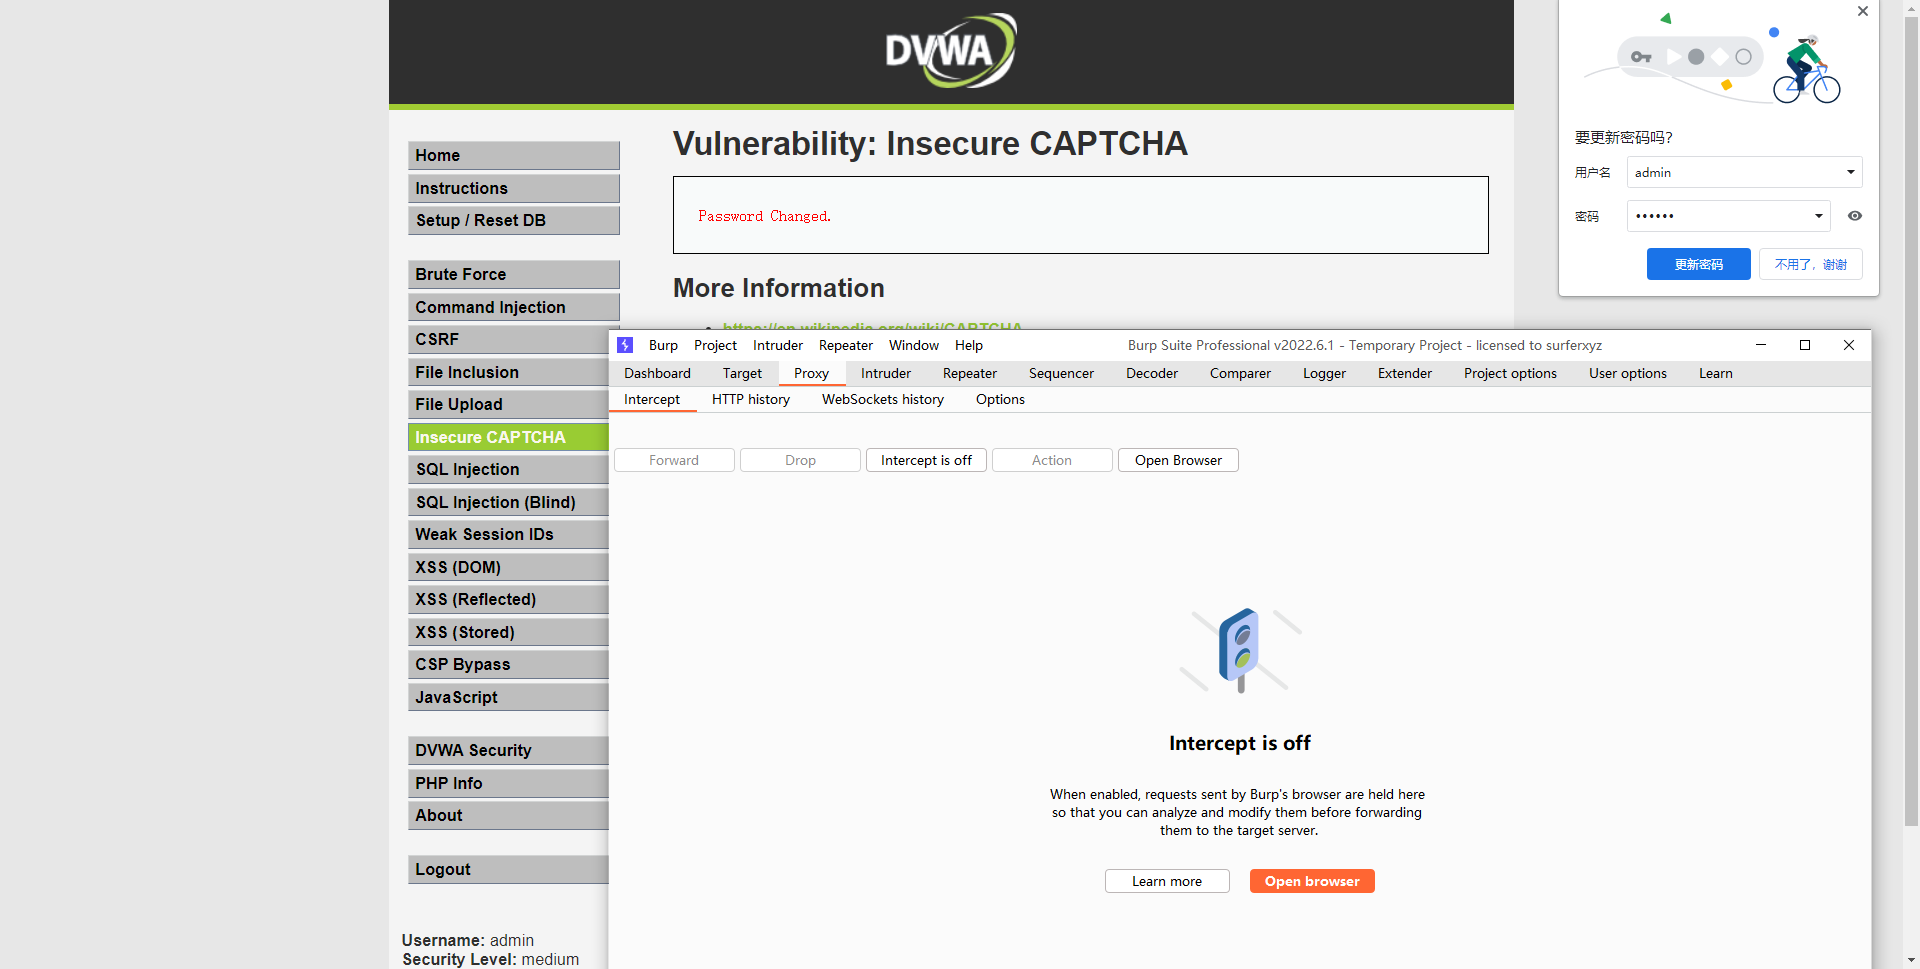 DVWA
Home
Instructions
Setup / Reset DB
Brute Force
Command Injection
CSRF
File Inclusion
File Upload
Insecure CAPTCHA
SQL Injection
SQL Injection (Blind)
Weak Session IDs
XSS (DOM)
XSS (Reflected)
XSS (Stored)
CSP Bypass
JavaScript
DVWA Security
PHP Info
About
Logout
Username: admin
Security Level: medium
Vulnerability: Insecure CAPTCHA
Password Changed.
More Information
https://en.wikipedia.org/wiki/CAPTCHA
要更新密码吗?
用户名 admin
密码 ••••••
更新密码 不用了，谢谢
Burp Project Intruder Repeater Window Help Burp Suite Professional v2022.6.1 - Temporary Project - licensed to surferxyz
Dashboard Target Proxy Intruder Repeater Sequencer Decoder Comparer Logger Extender Project options User options Learn
Intercept HTTP history WebSockets history Options
Forward Drop Intercept is off Action Open Browser
Intercept is off
When enabled, requests sent by Burp's browser are held here
so that you can analyze and modify them before forwarding
them to the target server.
Learn more Open browser